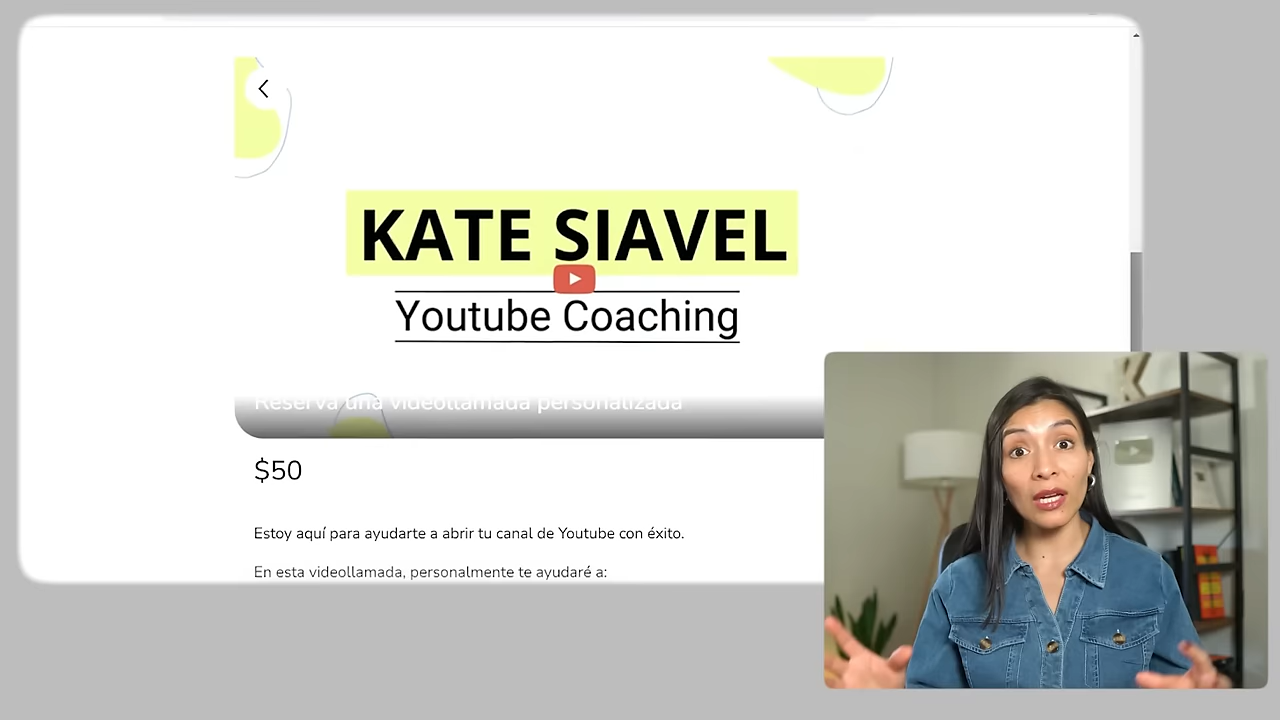 KATE SIAVEL
Youtube Coaching
Reserva una videollamada personalizada
$50
Estoy aquí para ayudarte a abrir tu canal de Youtube con éxito.
En esta videollamada, personalmente te ayudaré a: